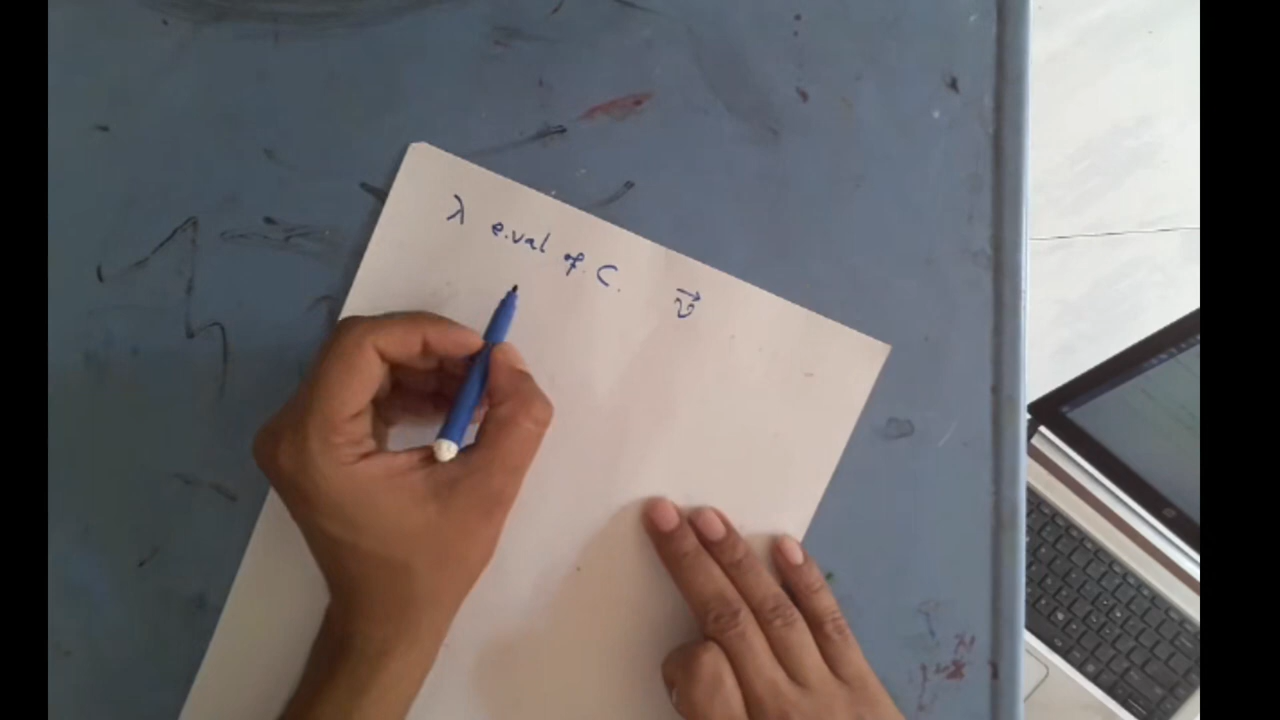 λ e.val of C. v⃗